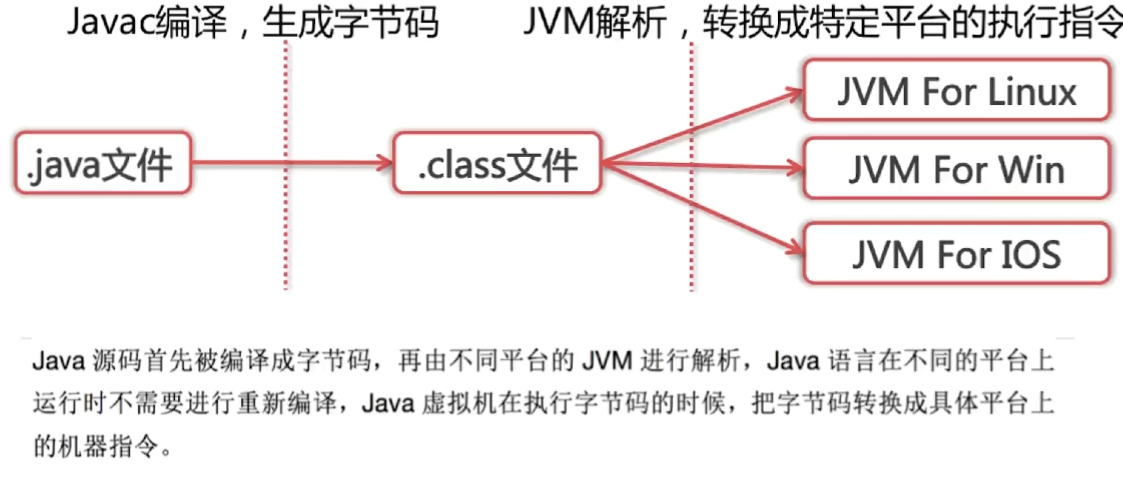 Javac编译，生成字节码
JVM解析，转换成特定平台的执行指令
.java文件
.class文件
JVM For Linux
JVM For Win
JVM For IOS
Java 源码首先被编译成字节码，再由不同平台的 JVM 进行解析，Java 语言在不同的平台上
运行时不需要进行重新编译，Java 虚拟机在执行字节码的时候，把字节码转换成具体平台上
的机器指令。